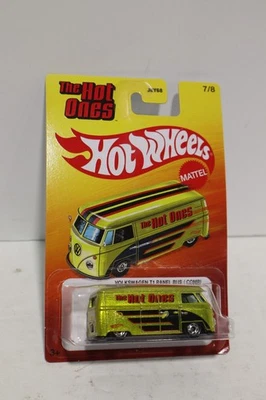 The Hot
Ones
7/8
Hot Wheels
MATTEL
The Hot Ones
VOLKSWAGEN T1 PANEL BUS / COMBI
The Hot Ones